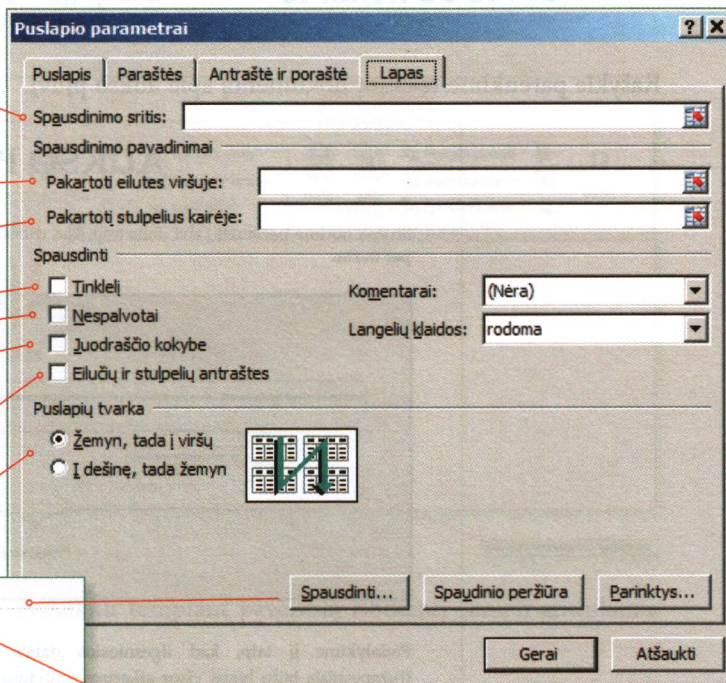 Puslapio parametrai
Puslapis Paraštės Antraštė ir poraštė Lapas
Spausdinimo sritis:
Spausdinimo pavadinimai
Pakartoti eilutes viršuje:
Pakartoti stulpelius kairėje:
Spausdinti
Tinklelį Komentarai: (Nėra)
Nespalvotai Langelių klaidos: rodoma
Juodraščio kokybe
Eilučių ir stulpelių antraštes
Puslapių tvarka
Žemyn, tada į viršų
Į dešinę, tada žemyn
Spausdinti... Spaudinio peržiūra Parinktys...
Gerai Atšaukti